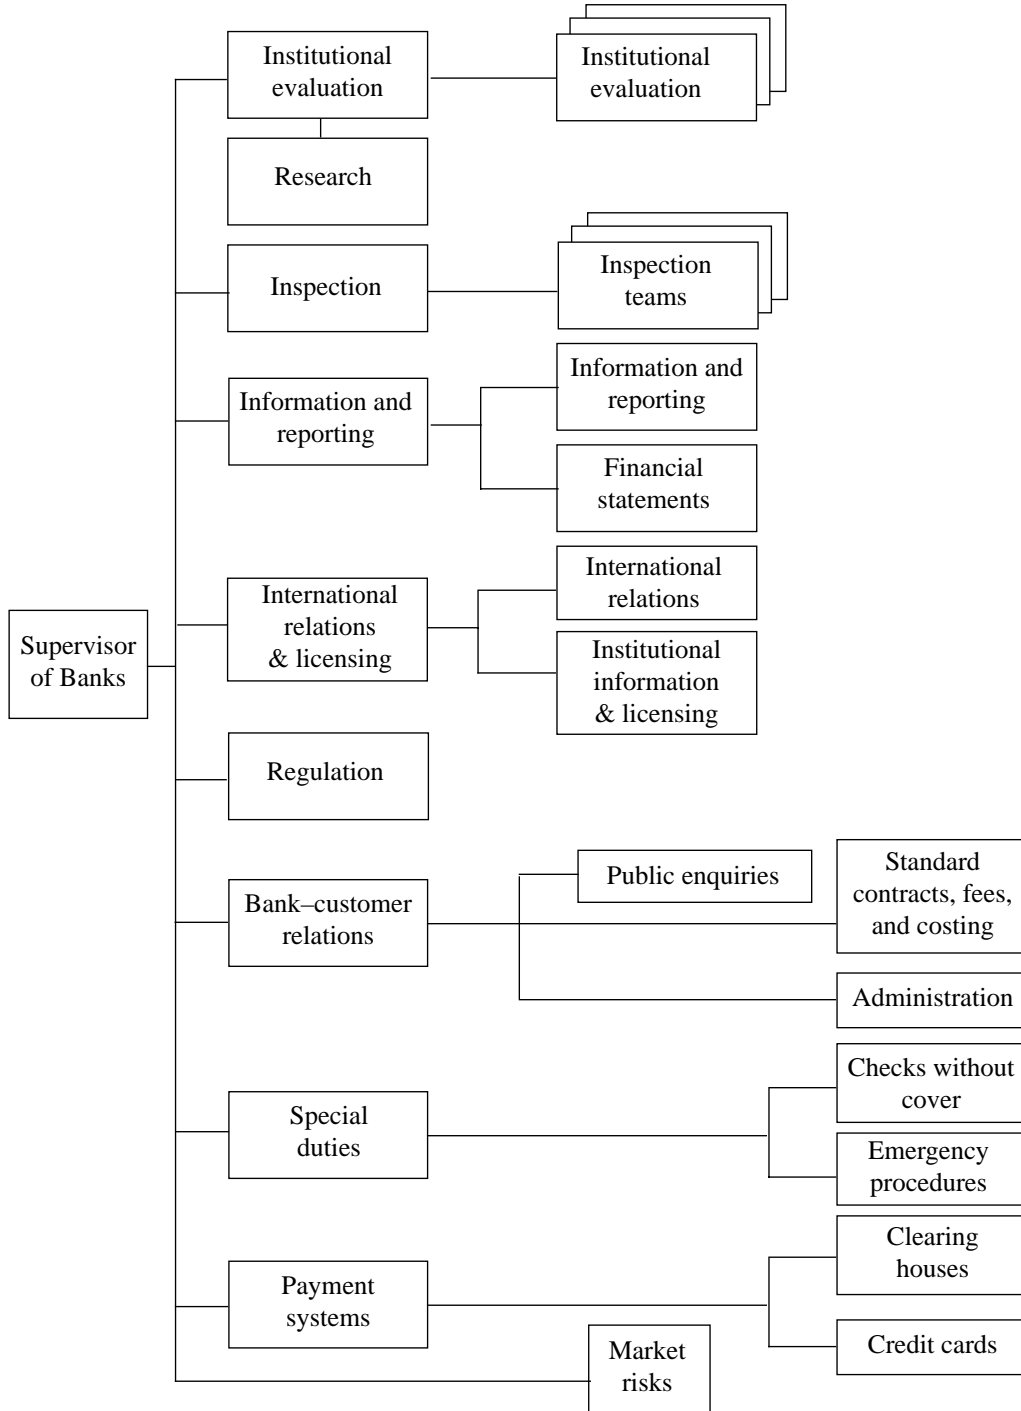 Institutional
evaluation
Institutional
evaluation
Research
Inspection
Inspection
teams
Information and
reporting
Information and
reporting
Financial
statements
International
relations
& licensing
International
relations
Institutional
information
& licensing
Supervisor
of Banks
Regulation
Bank–customer
relations
Public enquiries
Standard
contracts, fees,
and costing
Administration
Special
duties
Checks without
cover
Emergency
procedures
Payment
systems
Clearing
houses
Credit cards
Market
risks